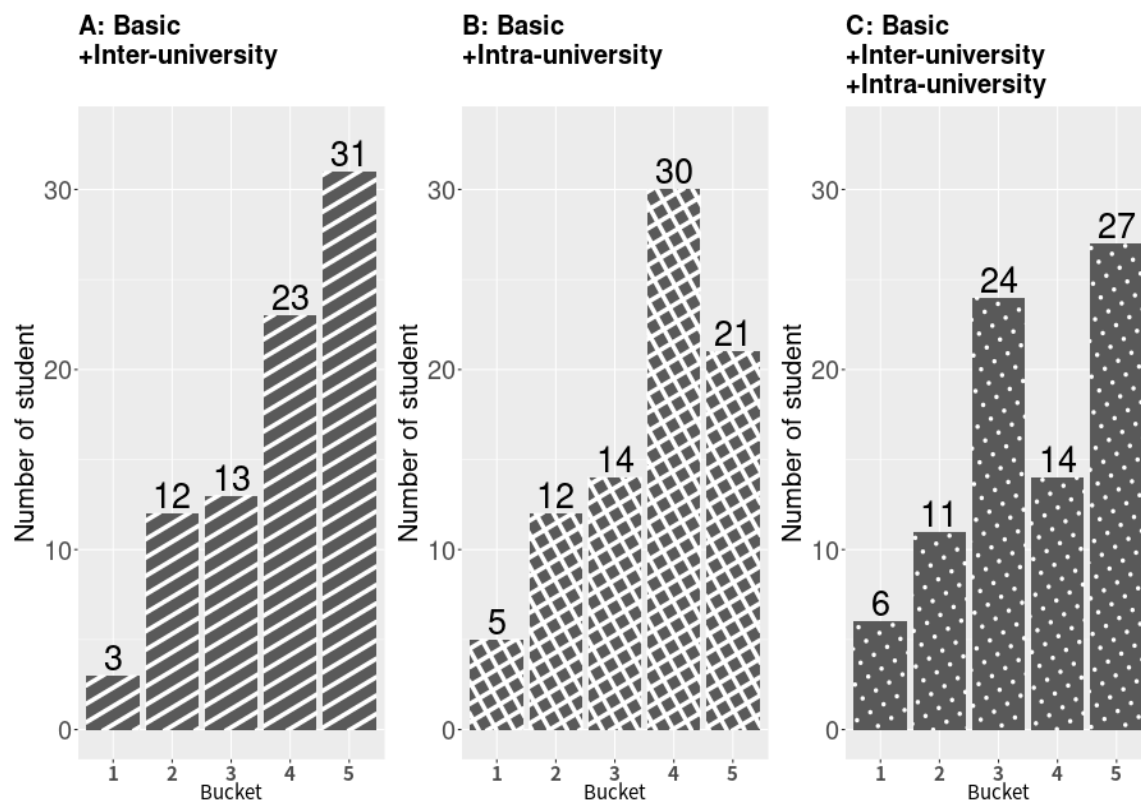 A: Basic
+Inter-university
Number of student
30
20
10
0
3
12
13
23
31
1 2 3 4 5
Bucket
B: Basic
+Intra-university
Number of student
30
20
10
0
5
12
14
30
21
1 2 3 4 5
Bucket
C: Basic
+Inter-university
+Intra-university
Number of student
30
20
10
0
6
11
24
14
27
1 2 3 4 5
Bucket